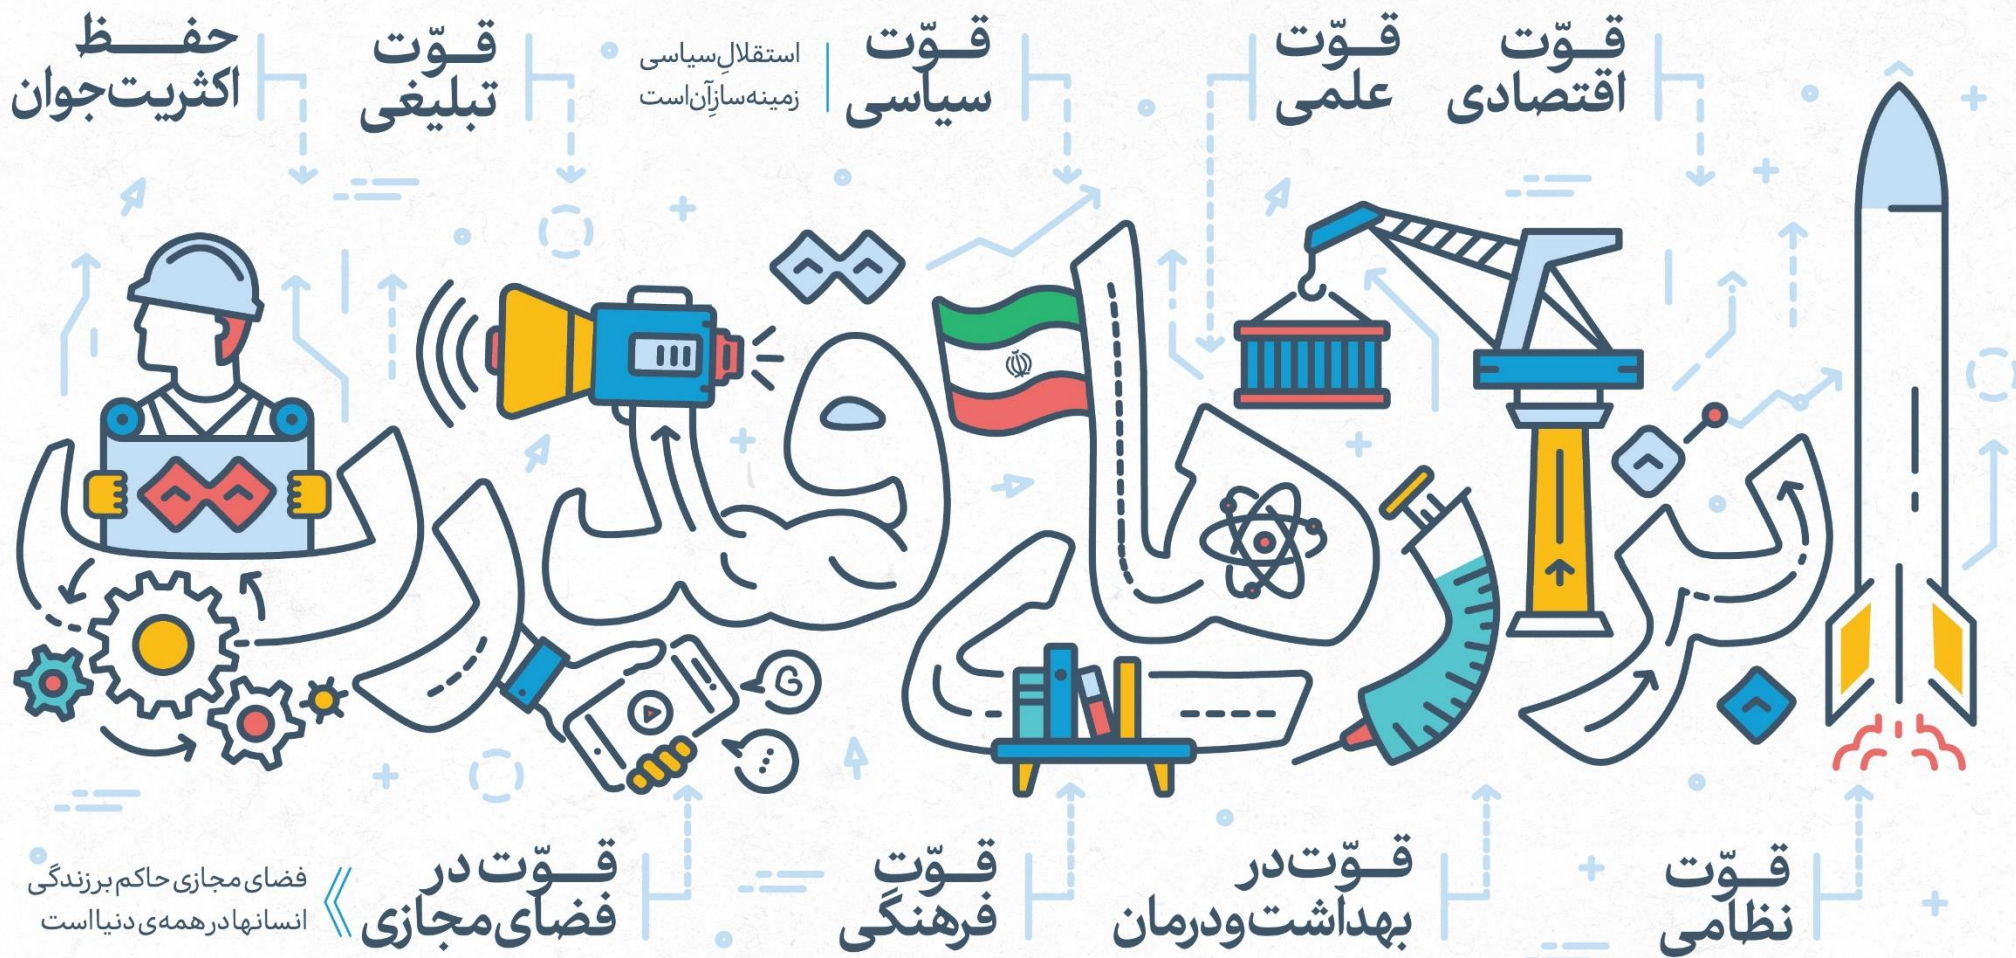 قوّت
اقتصادی
قوّت
علمی
قوّت
سیاسی
استقلالِ سیاسی
زمینه‌سازِ آن است
قوّت
تبلیغی
حفظ
اکثریت جوان
ابزارهای قدرت
قوّت
نظامی
قوّت در
بهداشت و درمان
قوّت
فرهنگی
قوّت در
فضای مجازی
فضای مجازی حاکم بر زندگی
انسانها در همه‌ی دنیا است